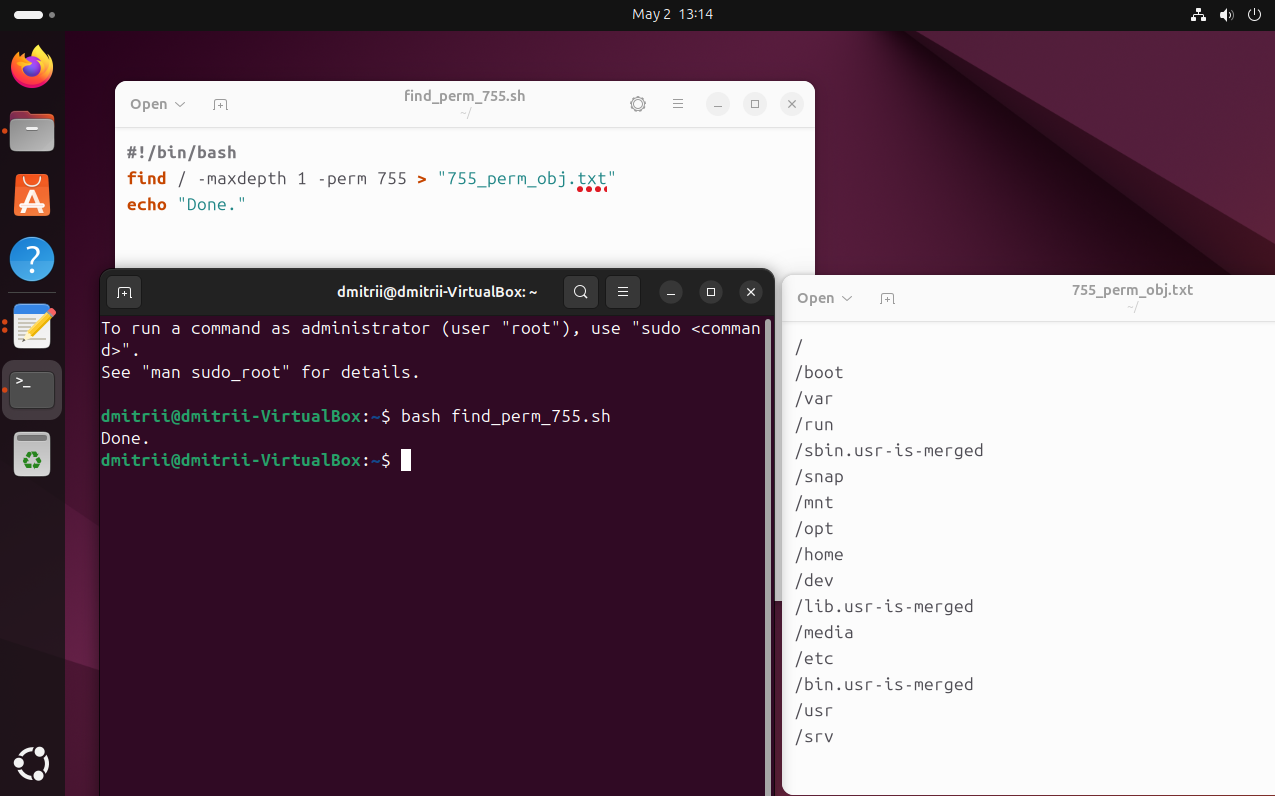 May 2 13:14
Open
find_perm_755.sh
~/
#!/bin/bash
find / -maxdepth 1 -perm 755 > "755_perm_obj.txt"
echo "Done."
dmitrii@dmitrii-VirtualBox: ~
To run a command as administrator (user "root"), use "sudo <comman
d>".
See "man sudo_root" for details.
dmitrii@dmitrii-VirtualBox:~$ bash find_perm_755.sh
Done.
dmitrii@dmitrii-VirtualBox:~$
Open
755_perm_obj.txt
~/
/
/boot
/var
/run
/sbin.usr-is-merged
/snap
/mnt
/opt
/home
/dev
/lib.usr-is-merged
/media
/etc
/bin.usr-is-merged
/usr
/srv